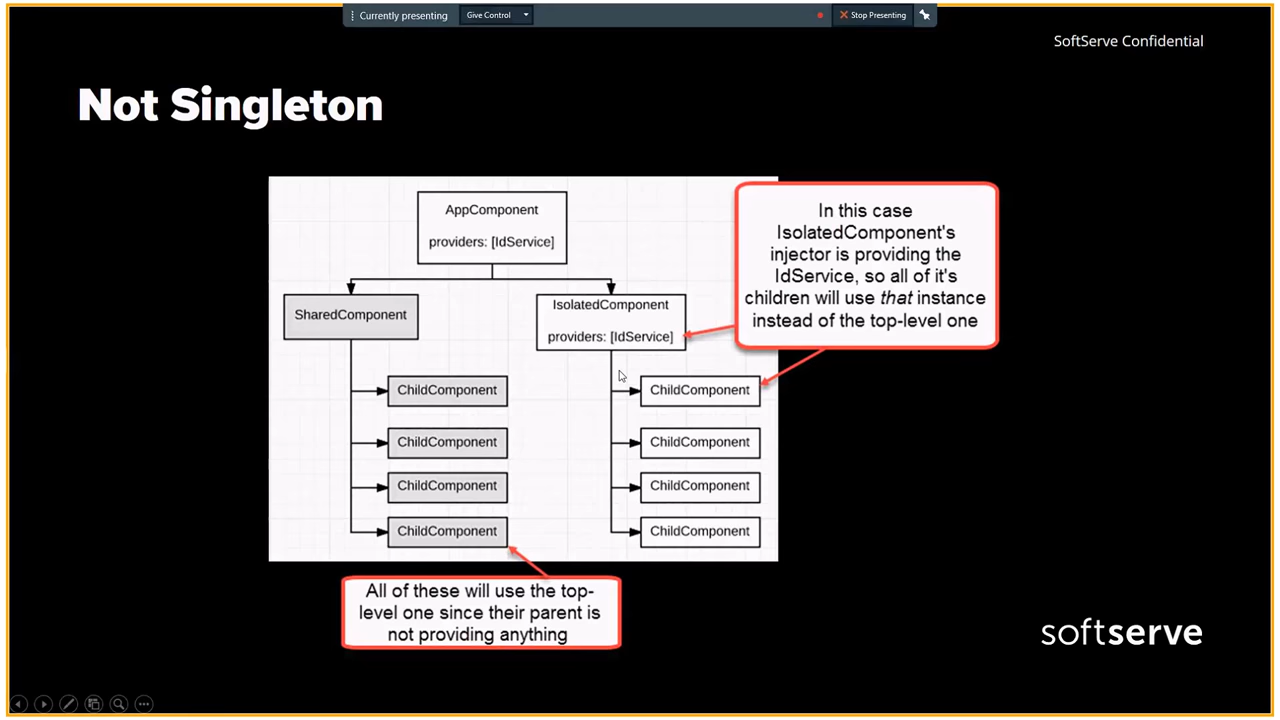 Currently presenting
Give Control
Stop Presenting
SoftServe Confidential
Not Singleton
AppComponent
providers: [IdService]
SharedComponent
IsolatedComponent
providers: [IdService]
ChildComponent
ChildComponent
ChildComponent
ChildComponent
ChildComponent
ChildComponent
ChildComponent
ChildComponent
In this case
IsolatedComponent's
injector is providing the
IdService, so all of it's
children will use that instance
instead of the top-level one
All of these will use the top-
level one since their parent is
not providing anything
softserve